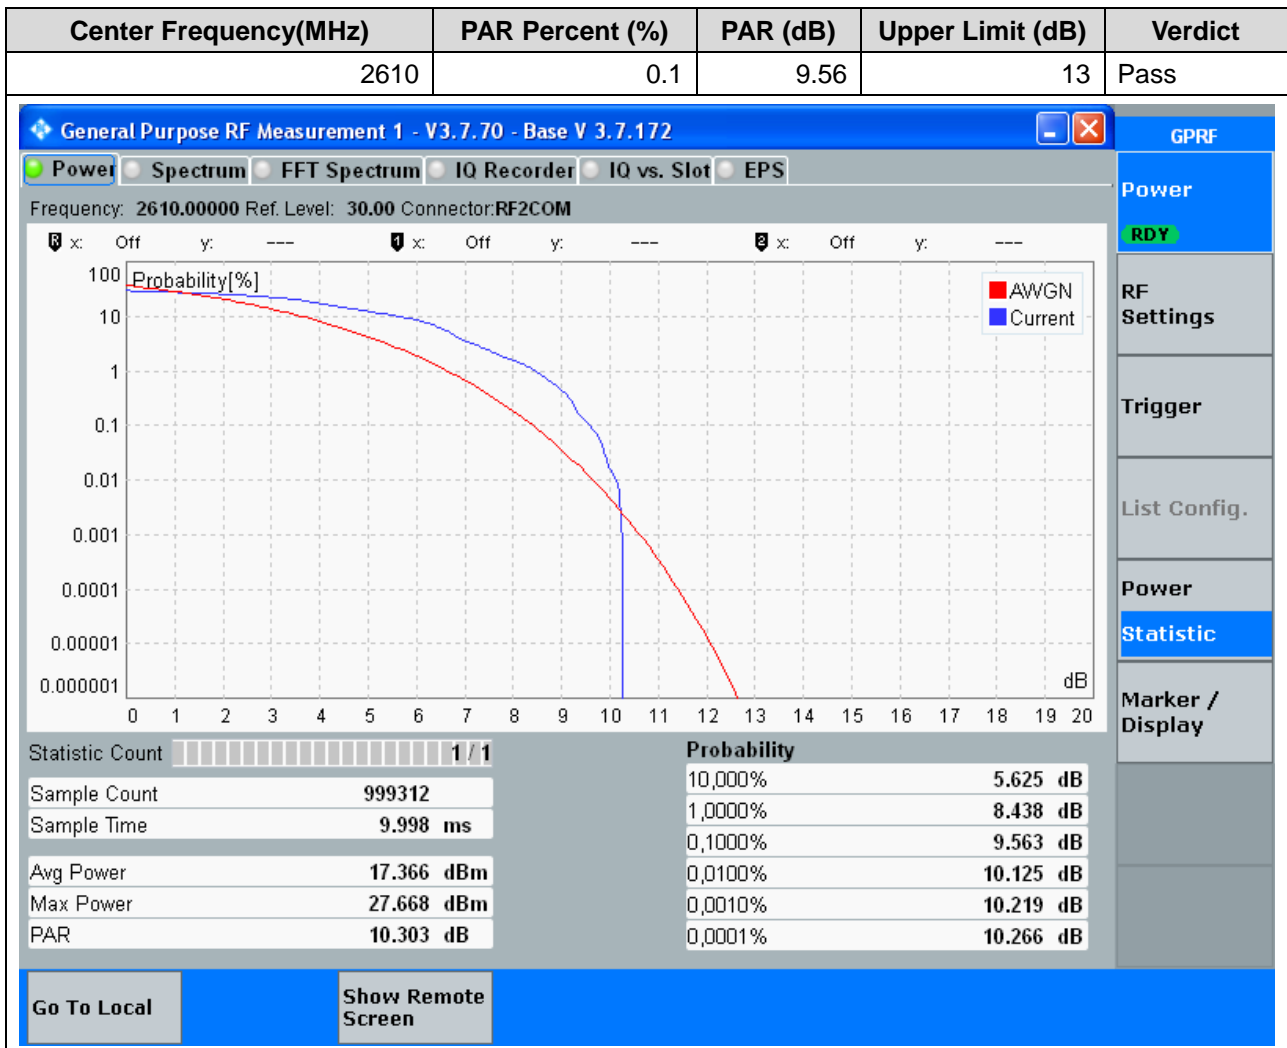 Center Frequency(MHz) PAR Percent (%) PAR (dB) Upper Limit (dB) Verdict
2610 0.1 9.56 13 Pass
General Purpose RF Measurement 1 - V3.7.70 - Base V 3.7.172
GPRF
Power Spectrum FFT Spectrum IQ Recorder IQ vs. Slot EPS
Power
RDY
Frequency: 2610.00000 Ref. Level: 30.00 Connector:RF2COM
R x: Off y: --- 1 x: Off y: --- 2 x: Off y: ---
Probability[%]
AWGN
Current
100
10
1
0.1
0.01
0.001
0.0001
0.00001
0.000001
dB
0 1 2 3 4 5 6 7 8 9 10 11 12 13 14 15 16 17 18 19 20
RF
Settings
Trigger
List Config.
Power
Statistic
Marker /
Display
Statistic Count 1 / 1
Sample Count 999312
Sample Time 9.998 ms
Avg Power 17.366 dBm
Max Power 27.668 dBm
PAR 10.303 dB
Probability
10,000% 5.625 dB
1,0000% 8.438 dB
0,1000% 9.563 dB
0,0100% 10.125 dB
0,0010% 10.219 dB
0,0001% 10.266 dB
Go To Local
Show Remote
Screen